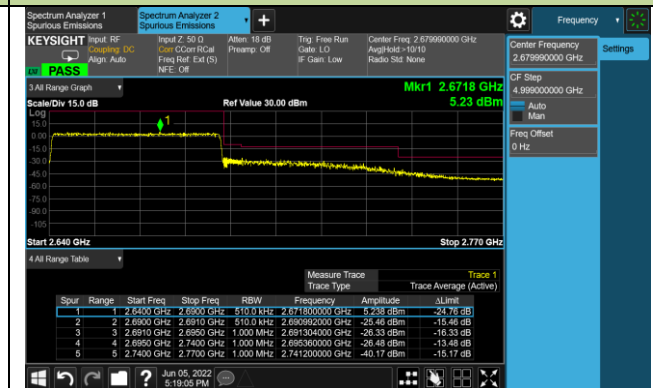 Spectrum Analyzer 1
Spurious Emissions
Spectrum Analyzer 2
Spurious Emissions
Frequency
KEYSIGHT
Input: RF
Coupling: DC
Align: Auto
Input Z: 50 Ω
Corr CCorr RCal
Freq Ref: Ext (S)
NFE: Off
Atten: 18 dB
Preamp: Off
Trig: Free Run
Gate: LO
IF Gain: Low
Center Freq: 2.679990000 GHz
Avg|Hold:>10/10
Radio Std: None
PASS
3 All Range Graph
Scale/Div 15.0 dB
Ref Value 30.00 dBm
Mkr1 2.6718 GHz
5.23 dBm
Log
15.0
0.00
-15.0
-30.0
-45.0
-60.0
-75.0
-90.0
-105
1
Start 2.640 GHz
Stop 2.770 GHz
4 All Range Table
Measure Trace Trace 1
Trace Type Trace Average (Active)
Spur Range Start Freq Stop Freq RBW Frequency Amplitude ΔLimit
1 1 2.6400 GHz 2.6900 GHz 510.0 kHz 2.671800000 GHz 5.238 dBm -24.76 dB
2 2 2.6900 GHz 2.6910 GHz 510.0 kHz 2.690992000 GHz -25.46 dBm -15.46 dB
3 3 2.6910 GHz 2.6950 GHz 1.000 MHz 2.691304000 GHz -26.33 dBm -16.33 dB
4 4 2.6950 GHz 2.7400 GHz 1.000 MHz 2.695360000 GHz -26.48 dBm -13.48 dB
5 5 2.7400 GHz 2.7700 GHz 1.000 MHz 2.741200000 GHz -40.17 dBm -15.17 dB
Jun 05, 2022
5:19:05 PM
Center Frequency
2.679990000 GHz
Settings
CF Step
4.999000000 GHz
Auto
Man
Freq Offset
0 Hz